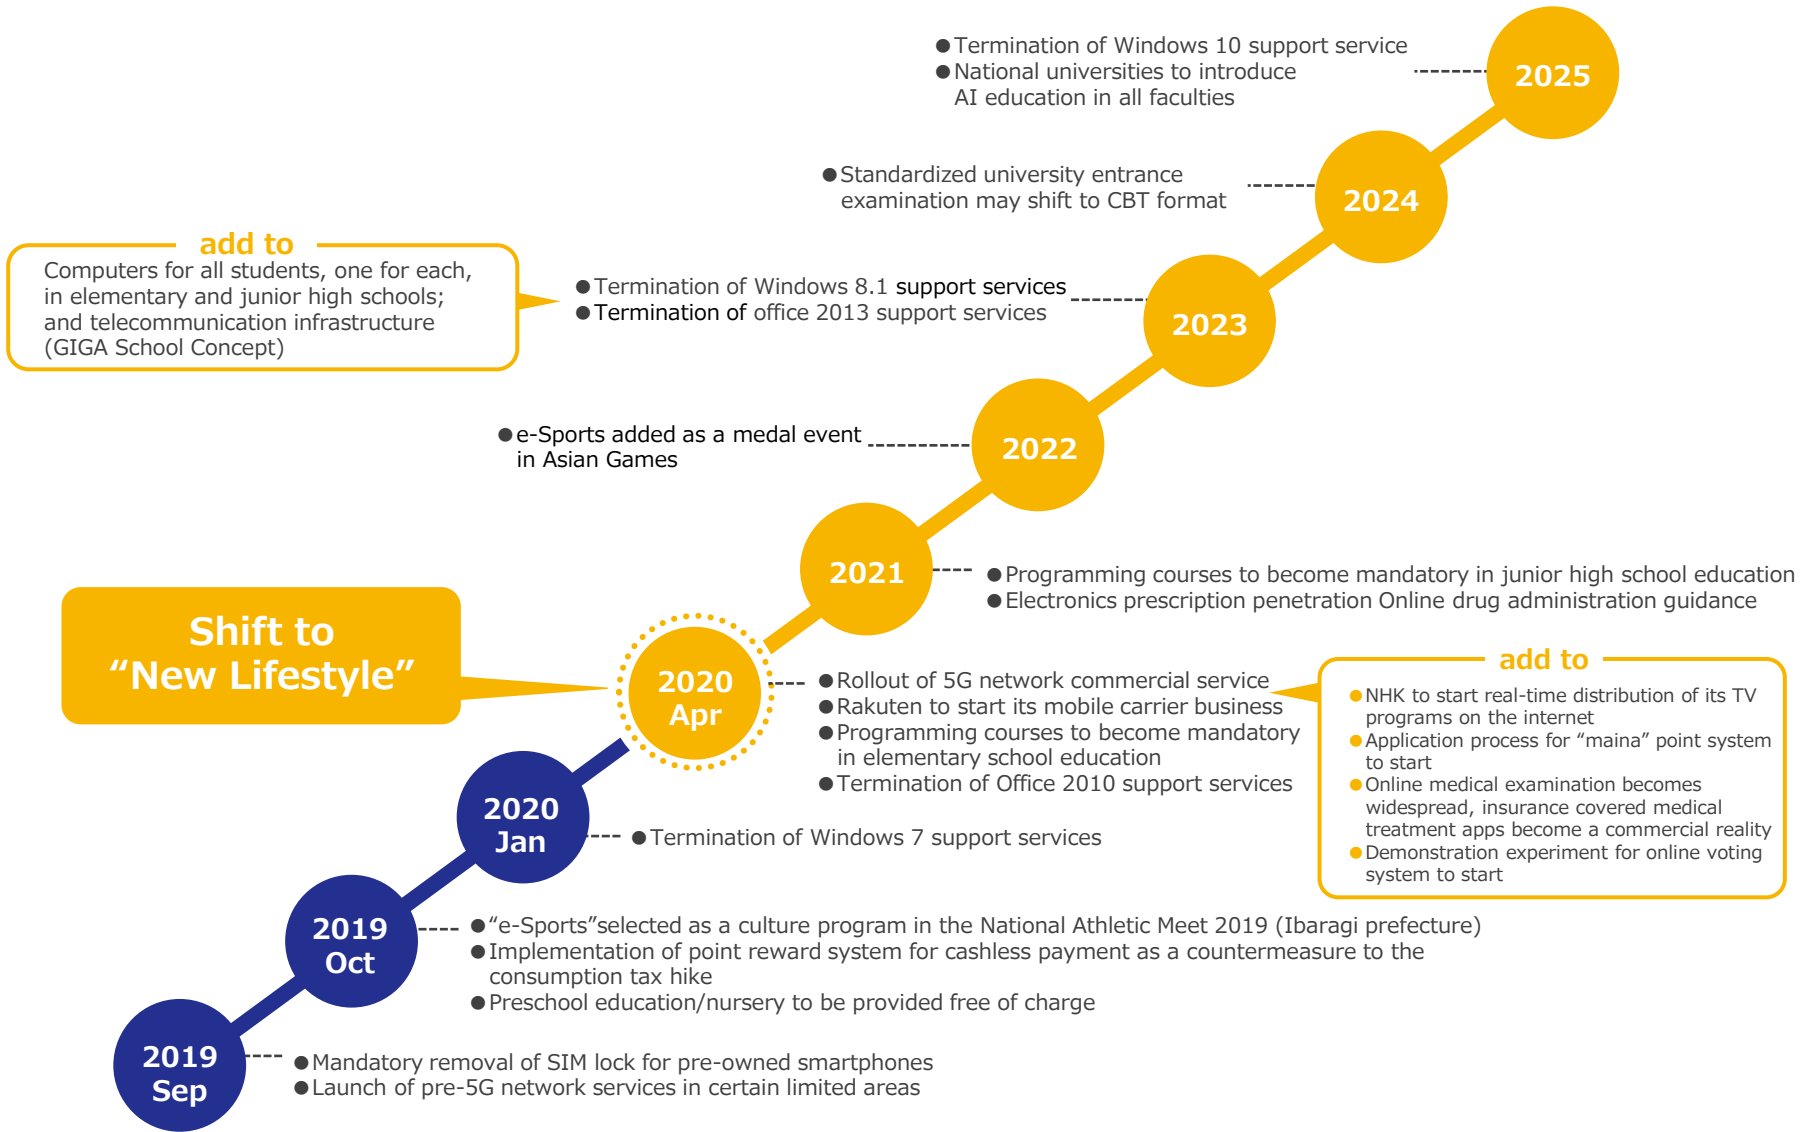 ●Termination of Windows 10 support service
●National universities to introduce
AI education in all faculties
2025
●Standardized university entrance
examination may shift to CBT format
2024
add to
Computers for all students, one for each,
in elementary and junior high schools;
and telecommunication infrastructure
(GIGA School Concept)
●Termination of Windows 8.1 support services
●Termination of office 2013 support services
2023
●e-Sports added as a medal event
in Asian Games
2022
2021
●Programming courses to become mandatory in junior high school education
●Electronics prescription penetration Online drug administration guidance
Shift to
“New Lifestyle”
2020
Apr
●Rollout of 5G network commercial service
●Rakuten to start its mobile carrier business
●Programming courses to become mandatory
in elementary school education
●Termination of Office 2010 support services
add to
●NHK to start real-time distribution of its TV
programs on the internet
●Application process for “maina” point system
to start
●Online medical examination becomes
widespread, insurance covered medical
treatment apps become a commercial reality
●Demonstration experiment for online voting
system to start
2020
Jan
●Termination of Windows 7 support services
2019
Oct
●“e-Sports”selected as a culture program in the National Athletic Meet 2019 (Ibaragi prefecture)
●Implementation of point reward system for cashless payment as a countermeasure to the
consumption tax hike
●Preschool education/nursery to be provided free of charge
2019
Sep
●Mandatory removal of SIM lock for pre-owned smartphones
●Launch of pre-5G network services in certain limited areas